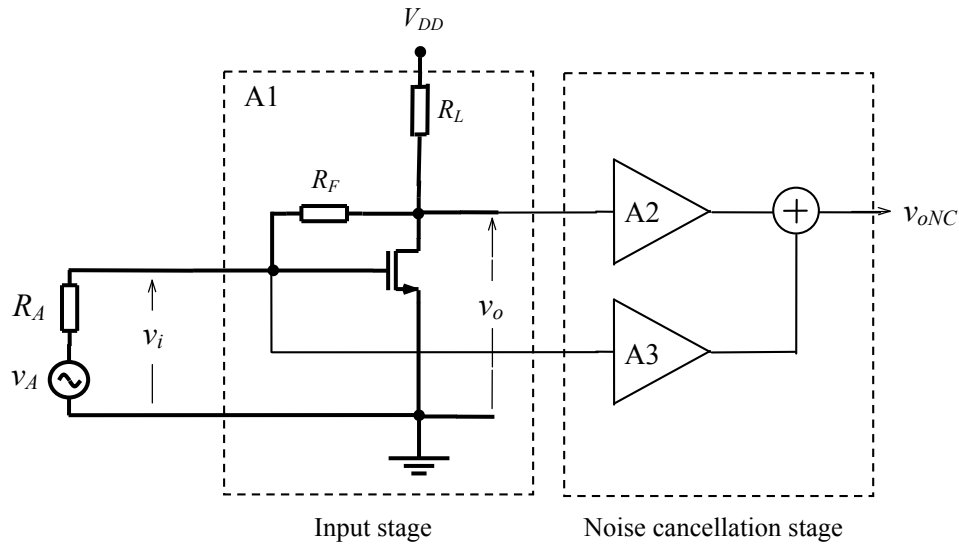 V_DD
A1
R_L
R_F
A2
v_oNC
R_A
v_i
v_o
A3
v_A
Input stage
Noise cancellation stage